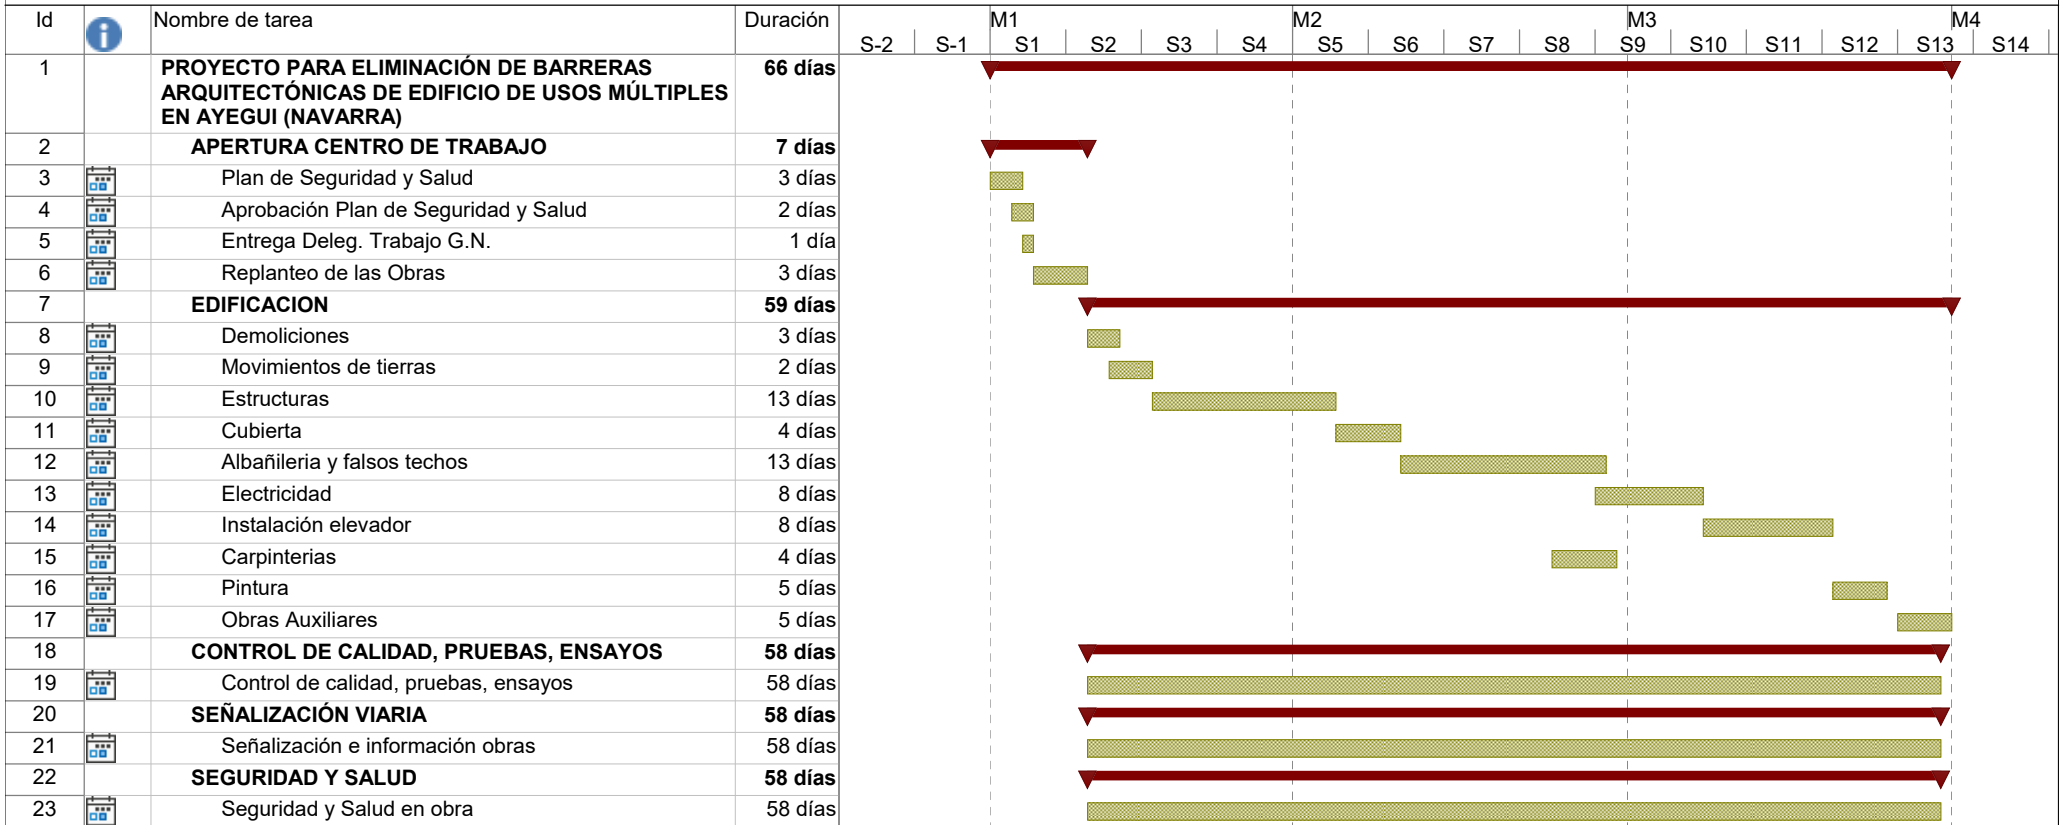 Id Nombre de tarea Duración M1 M2 M3 M4
S-2 S-1 S1 S2 S3 S4 S5 S6 S7 S8 S9 S10 S11 S12 S13 S14
1 PROYECTO PARA ELIMINACIÓN DE BARRERAS 66 días
ARQUITECTÓNICAS DE EDIFICIO DE USOS MÚLTIPLES
EN AYEGUI (NAVARRA)
2 APERTURA CENTRO DE TRABAJO 7 días
3 Plan de Seguridad y Salud 3 días
4 Aprobación Plan de Seguridad y Salud 2 días
5 Entrega Deleg. Trabajo G.N. 1 día
6 Replanteo de las Obras 3 días
7 EDIFICACION 59 días
8 Demoliciones 3 días
9 Movimientos de tierras 2 días
10 Estructuras 13 días
11 Cubierta 4 días
12 Albañileria y falsos techos 13 días
13 Electricidad 8 días
14 Instalación elevador 8 días
15 Carpinterias 4 días
16 Pintura 5 días
17 Obras Auxiliares 5 días
18 CONTROL DE CALIDAD, PRUEBAS, ENSAYOS 58 días
19 Control de calidad, pruebas, ensayos 58 días
20 SEÑALIZACIÓN VIARIA 58 días
21 Señalización e información obras 58 días
22 SEGURIDAD Y SALUD 58 días
23 Seguridad y Salud en obra 58 días